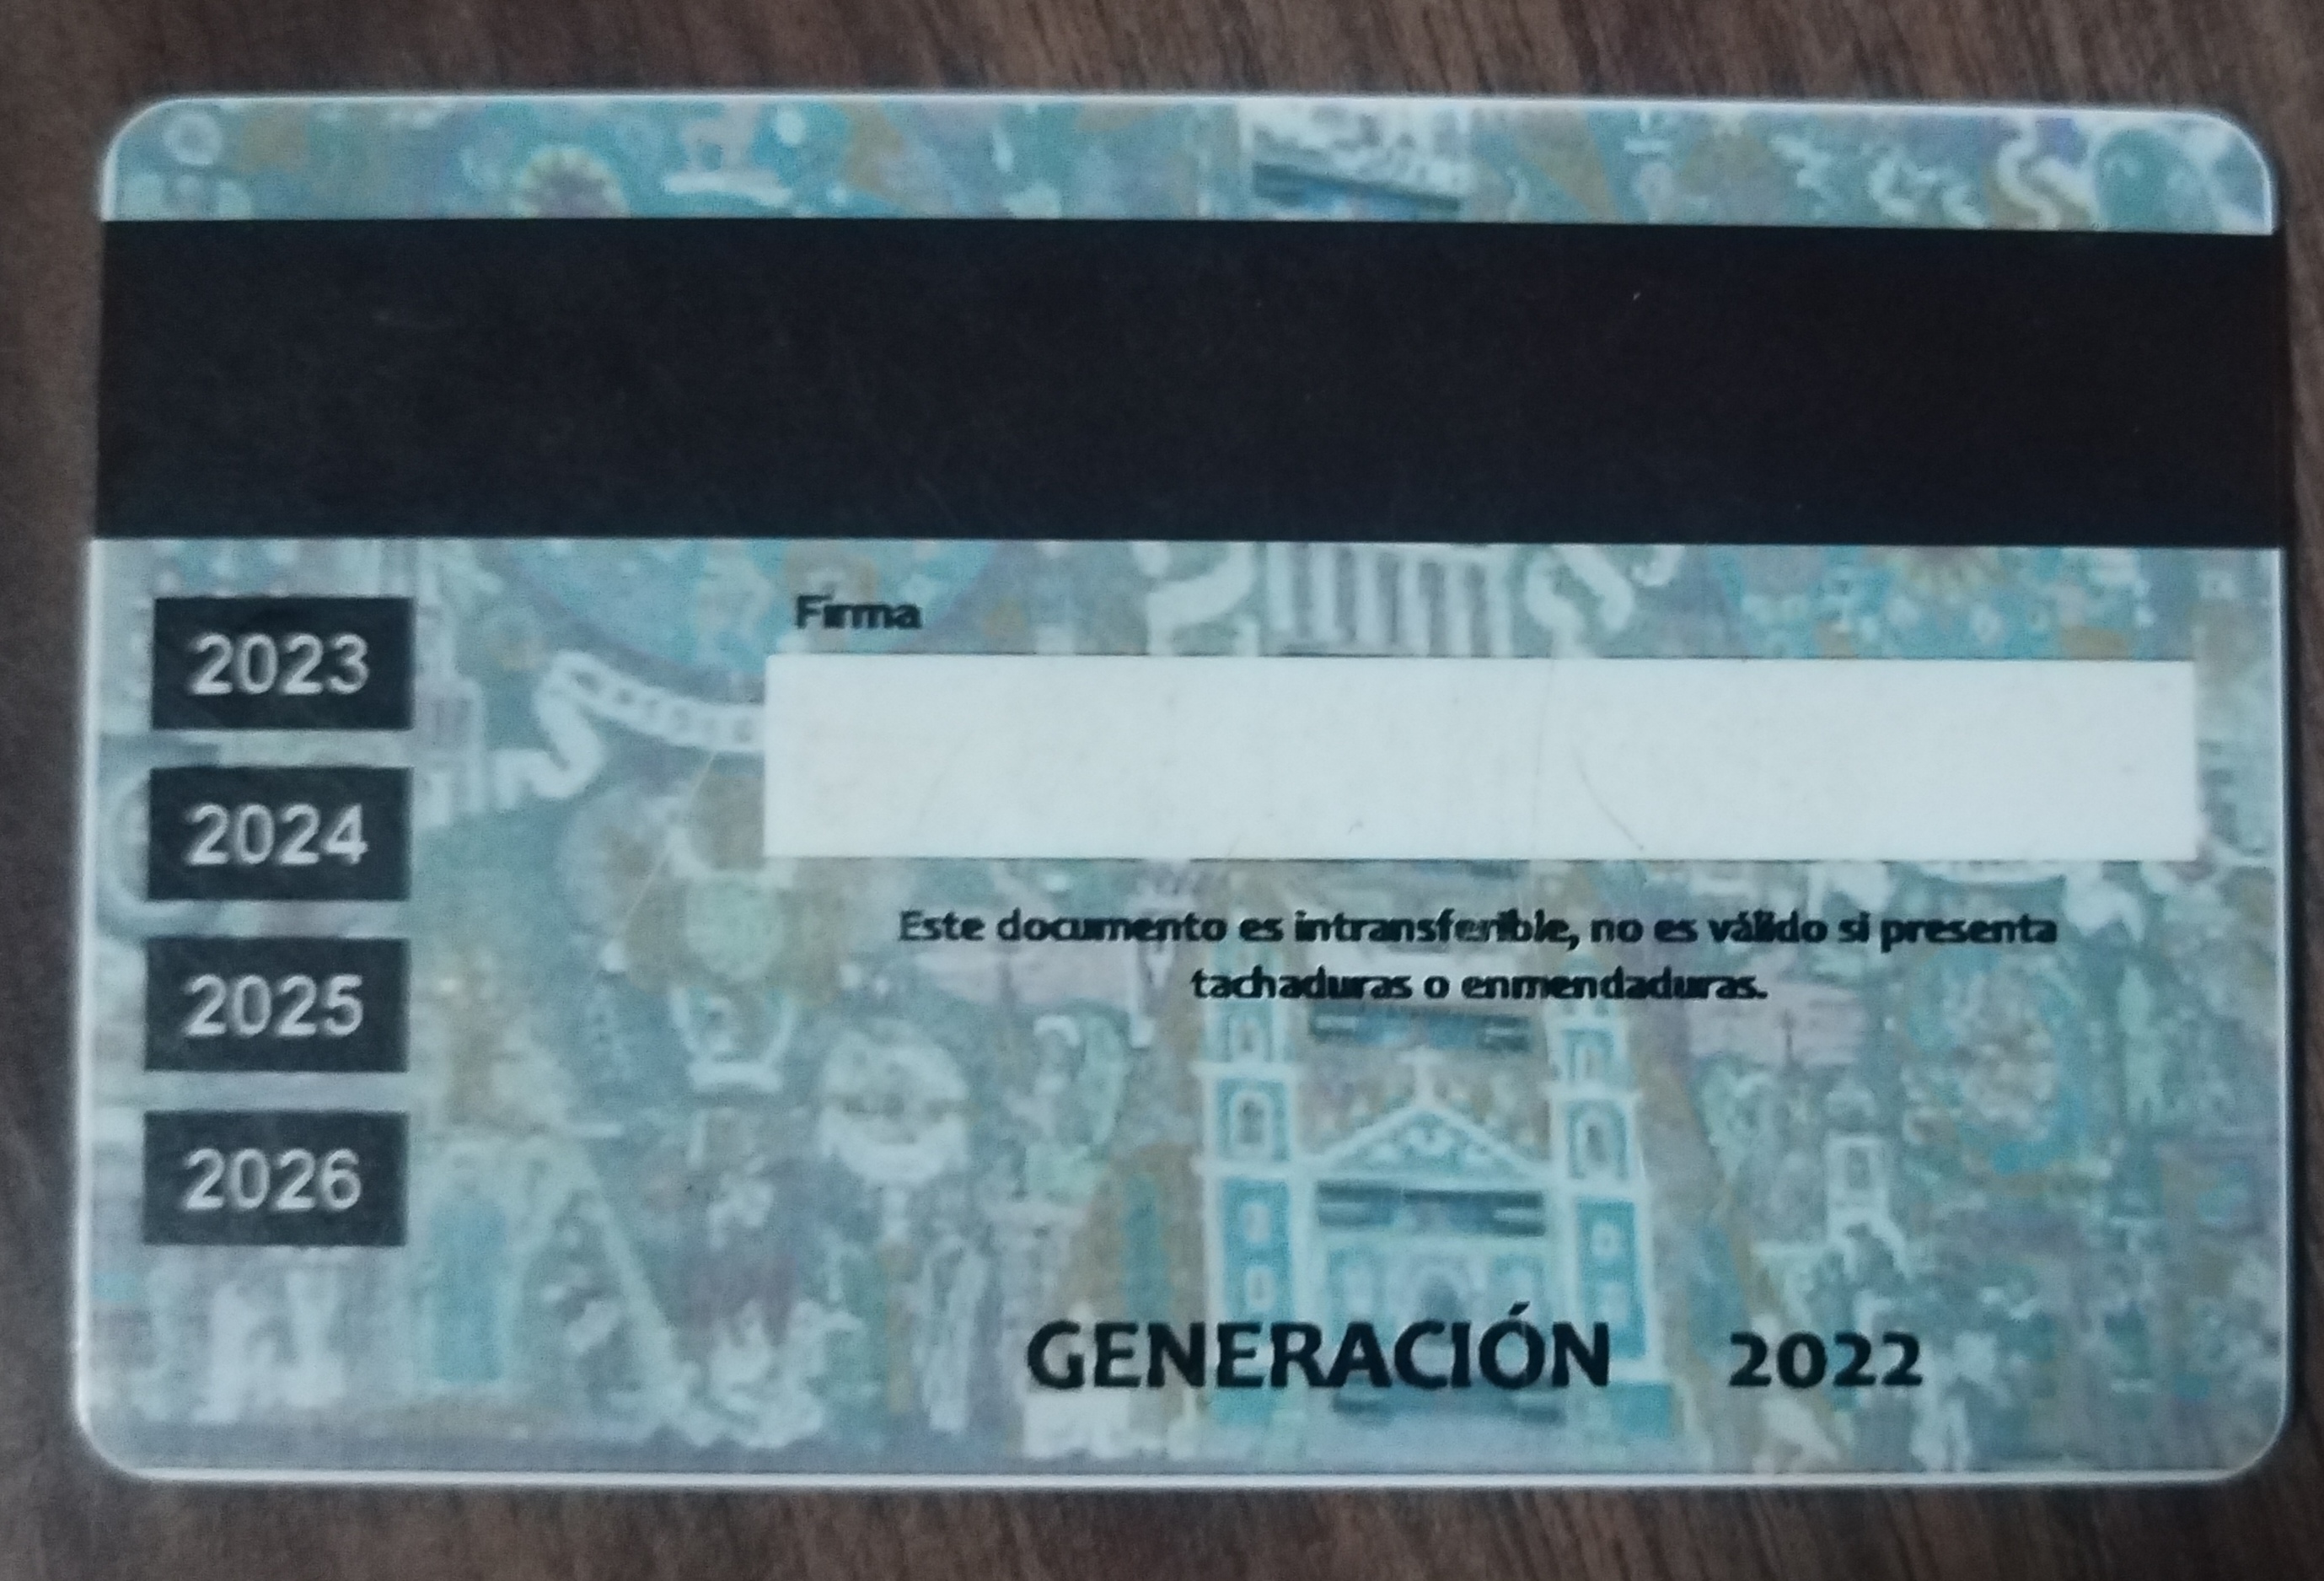 Firma
2023
2024
2025
2026
Este documento es intransferible, no es válido si presenta
tachaduras o enmendaduras.
GENERACIÓN 2022